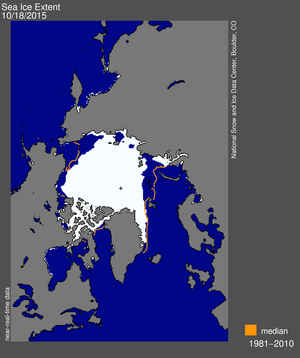 Sea Ice Extent
10/18/2015
National Snow and Ice Data Center, Boulder, CO
near-real-time data
median
1981–2010